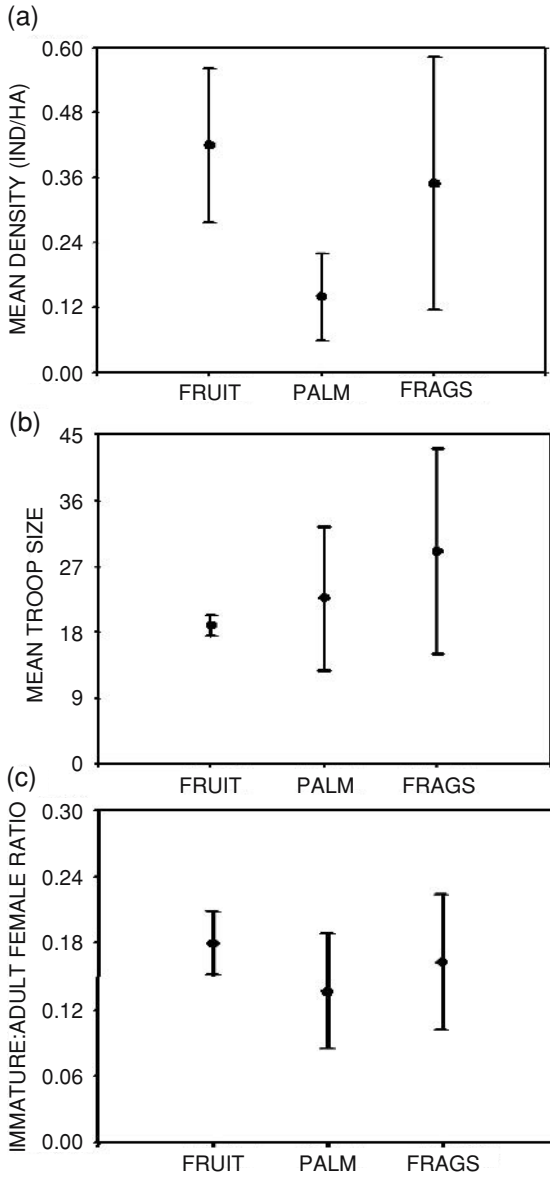 (a)
MEAN DENSITY (IND/HA)
0.60
0.48
0.36
0.24
0.12
0.00
FRUIT PALM FRAGS
(b)
MEAN TROOP SIZE
45
36
27
18
9
0
FRUIT PALM FRAGS
(c)
IMMATURE:ADULT FEMALE RATIO
0.30
0.24
0.18
0.12
0.06
0.00
FRUIT PALM FRAGS